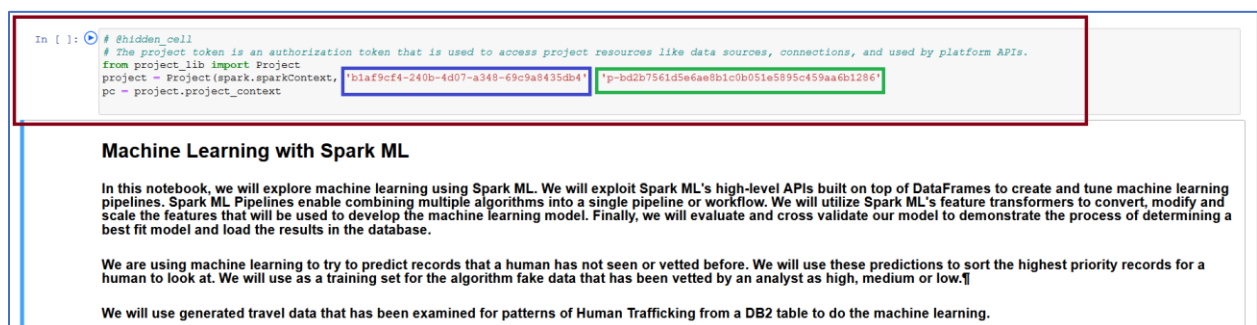 In [ ]: # @hidden_cell
# The project token is an authorization token that is used to access project resources like data sources, connections, and used by platform APIs.
from project_lib import Project
project = Project(spark.sparkContext, 'b1af9cf4-240b-4d07-a348-69c9a8435db4' 'p-bd2b7561d5e6ae8b1c0b051e5895c459aa6b1286'
pc = project.project_context
Machine Learning with Spark ML
In this notebook, we will explore machine learning using Spark ML. We will exploit Spark ML's high-level APIs built on top of DataFrames to create and tune machine learning
pipelines. Spark ML Pipelines enable combining multiple algorithms into a single pipeline or workflow. We will utilize Spark ML's feature transformers to convert, modify and
scale the features that will be used to develop the machine learning model. Finally, we will evaluate and cross validate our model to demonstrate the process of determining a
best fit model and load the results in the database.
We are using machine learning to try to predict records that a human has not seen or vetted before. We will use these predictions to sort the highest priority records for a
human to look at. We will use as a training set for the algorithm fake data that has been vetted by an analyst as high, medium or low.¶
We will use generated travel data that has been examined for patterns of Human Trafficking from a DB2 table to do the machine learning.